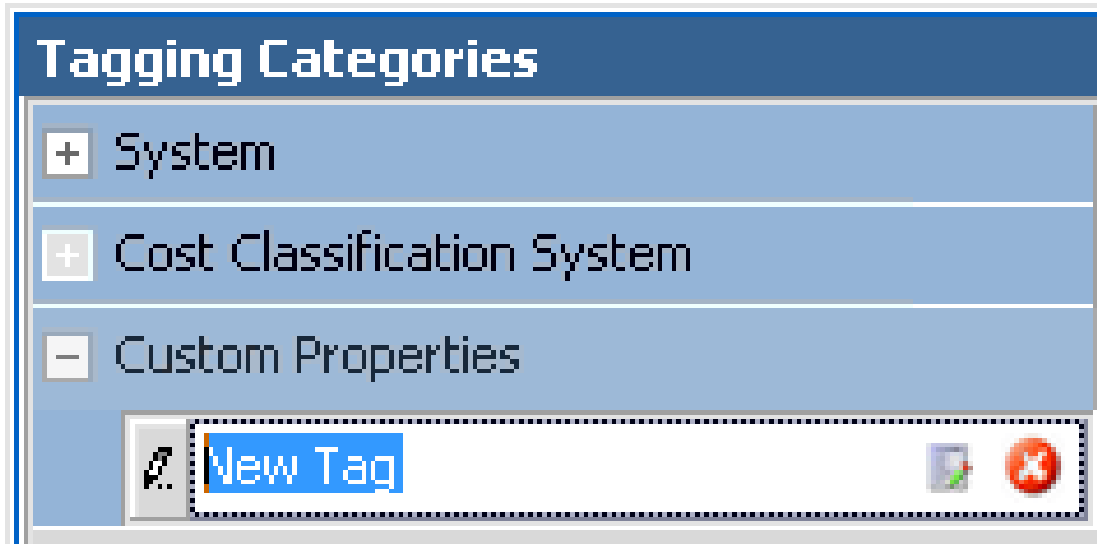 Tagging Categories
System
Cost Classification System
Custom Properties
New Tag